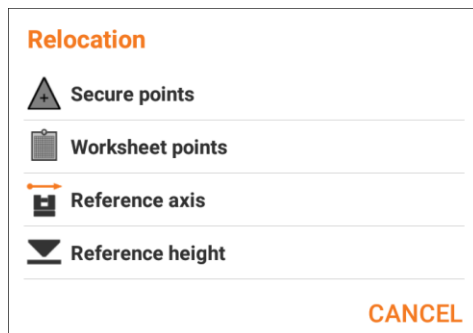 Relocation
Secure points
Worksheet points
Reference axis
Reference height
CANCEL